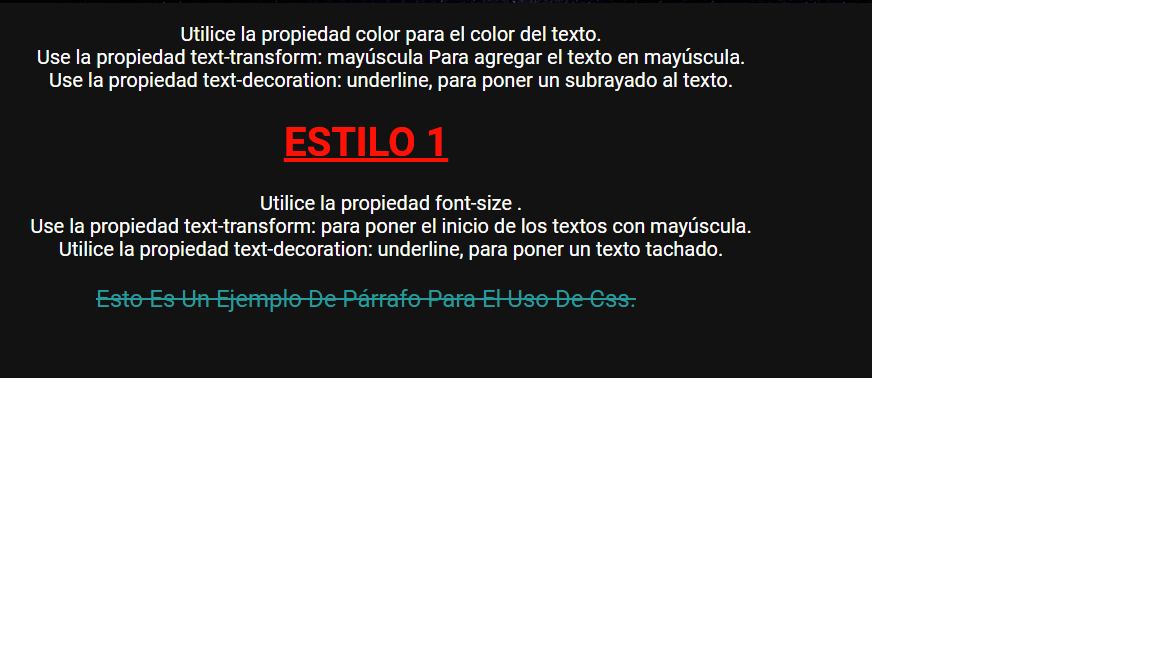 Utilice la propiedad color para el color del texto.
Use la propiedad text-transform: mayúscula Para agregar el texto en mayúscula.
Use la propiedad text-decoration: underline, para poner un subrayado al texto.
ESTILO 1
Utilice la propiedad font-size .
Use la propiedad text-transform: para poner el inicio de los textos con mayúscula.
Utilice la propiedad text-decoration: underline, para poner un texto tachado.
Esto Es Un Ejemplo De Párrafo Para El Uso De Css.